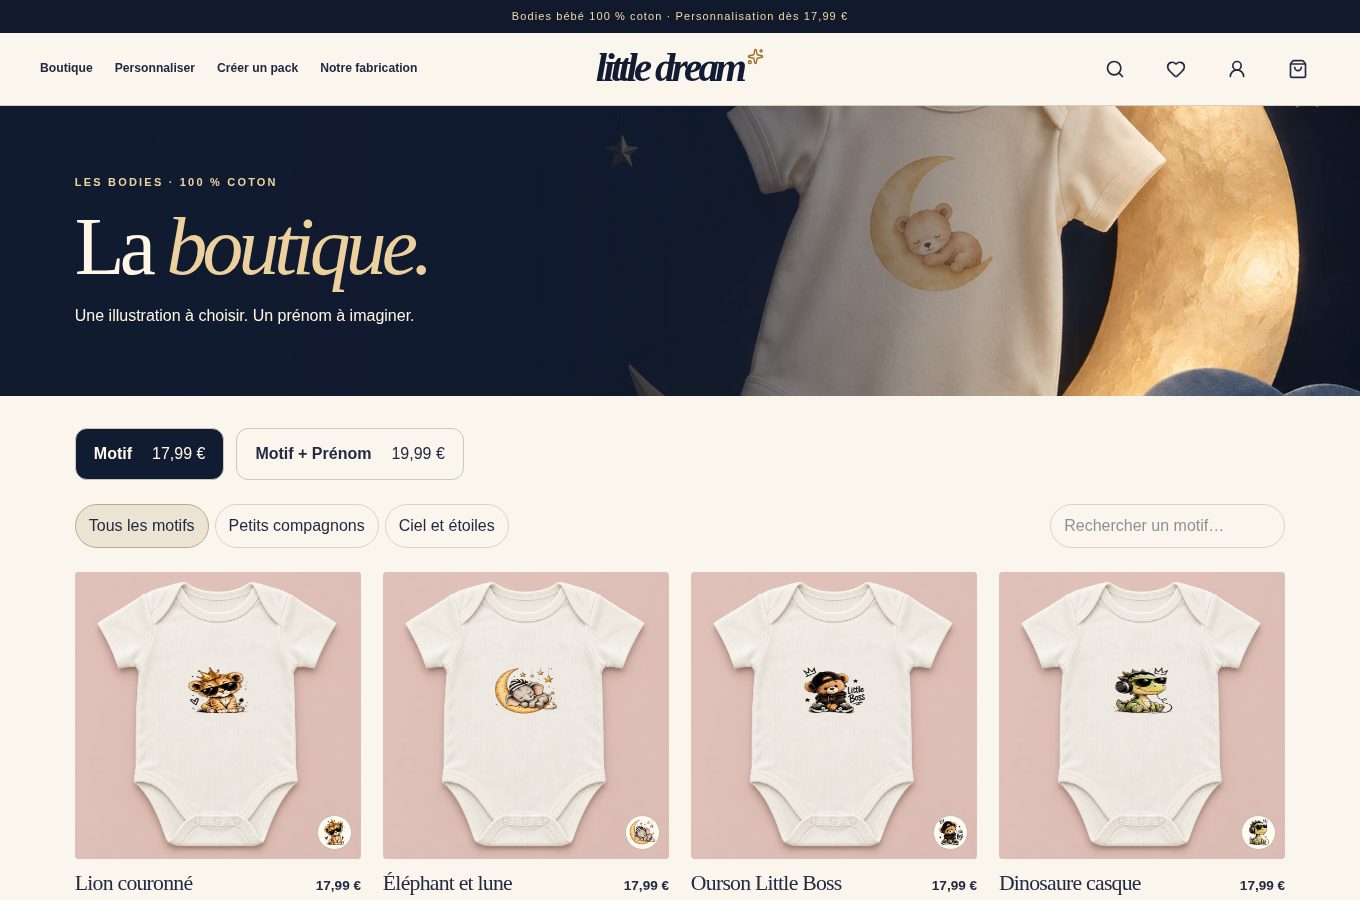 Bodies bébé 100 % coton · Personnalisation dès 17,99 €
Boutique Personnaliser Créer un pack Notre fabrication
little dream
LES BODIES · 100 % COTON
La boutique.
Une illustration à choisir. Un prénom à imaginer.
Motif 17,99 € Motif + Prénom 19,99 €
Tous les motifs Petits compagnons Ciel et étoiles Rechercher un motif…
Little
Boss
Lion couronné 17,99 € Éléphant et lune 17,99 € Ourson Little Boss 17,99 € Dinosaure casque 17,99 €